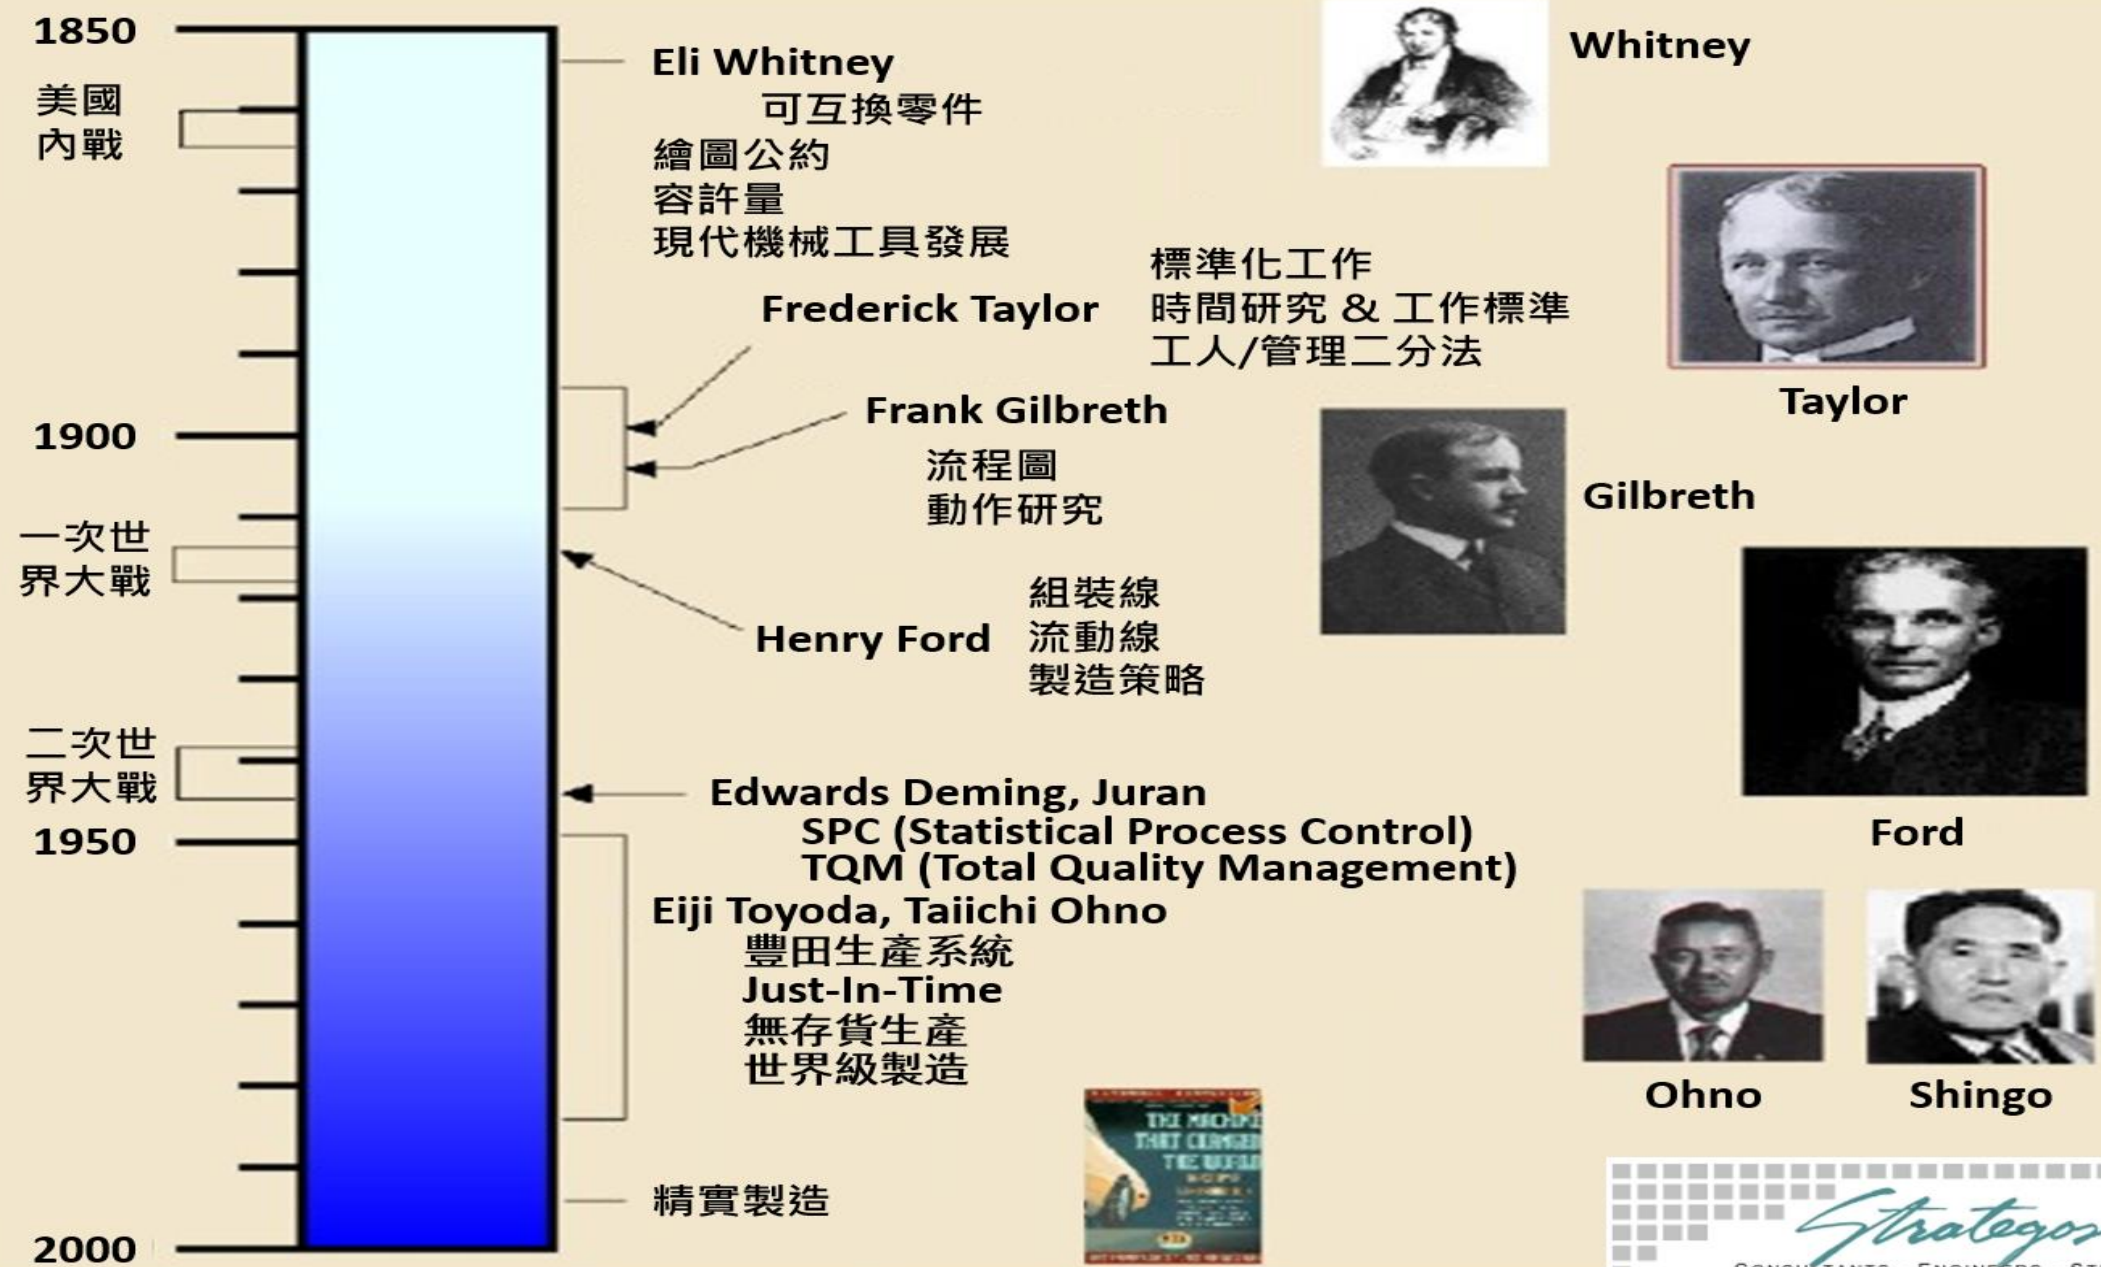 1850
美國
內戰
1900
一次世
界大戰
二次世
界大戰
1950
2000
Eli Whitney
可互換零件
繪圖公約
容許量
現代機械工具發展
Frederick Taylor
標準化工作
時間研究 & 工作標準
工人/管理二分法
Frank Gilbreth
流程圖
動作研究
Henry Ford
組裝線
流動線
製造策略
Edwards Deming, Juran
SPC (Statistical Process Control)
TQM (Total Quality Management)
Eiji Toyoda, Taiichi Ohno
豐田生產系統
Just-In-Time
無存貨生產
世界級製造
精實製造
Whitney
Taylor
Gilbreth
Ford
Ohno
Shingo
THE MACHINE
THAT CHANGED
THE WORLD
Strategos